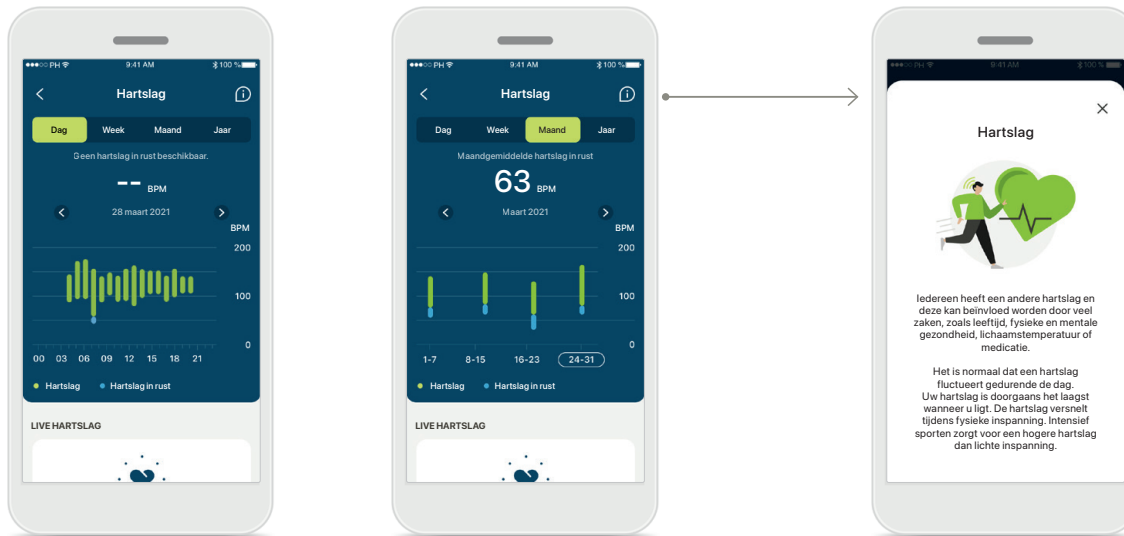 PH 9:41 AM 100 %
Hartslag
Dag Week Maand Jaar
Geen hartslag in rust beschikbaar.
-- BPM
28 maart 2021
BPM
200
100
0
00 03 06 09 12 15 18 21
Hartslag Hartslag in rust
LIVE HARTSLAG
PH 9:41 AM 100 %
Hartslag
Dag Week Maand Jaar
Maandgemiddelde hartslag in rust
63 BPM
Maart 2021
BPM
200
100
0
1-7 8-15 16-23 24-31
Hartslag Hartslag in rust
LIVE HARTSLAG
PH 9:41 AM 100 %
Hartslag
Iedereen heeft een andere hartslag en
deze kan beïnvloed worden door veel
zaken, zoals leeftijd, fysieke en mentale
gezondheid, lichaamstemperatuur of
medicatie.
Het is normaal dat een hartslag
fluctueert gedurende de dag.
Uw hartslag is doorgaans het laagst
wanneer u ligt. De hartslag versnelt
tijdens fysieke inspanning. Intensief
sporten zorgt voor een hogere hartslag
dan lichte inspanning.